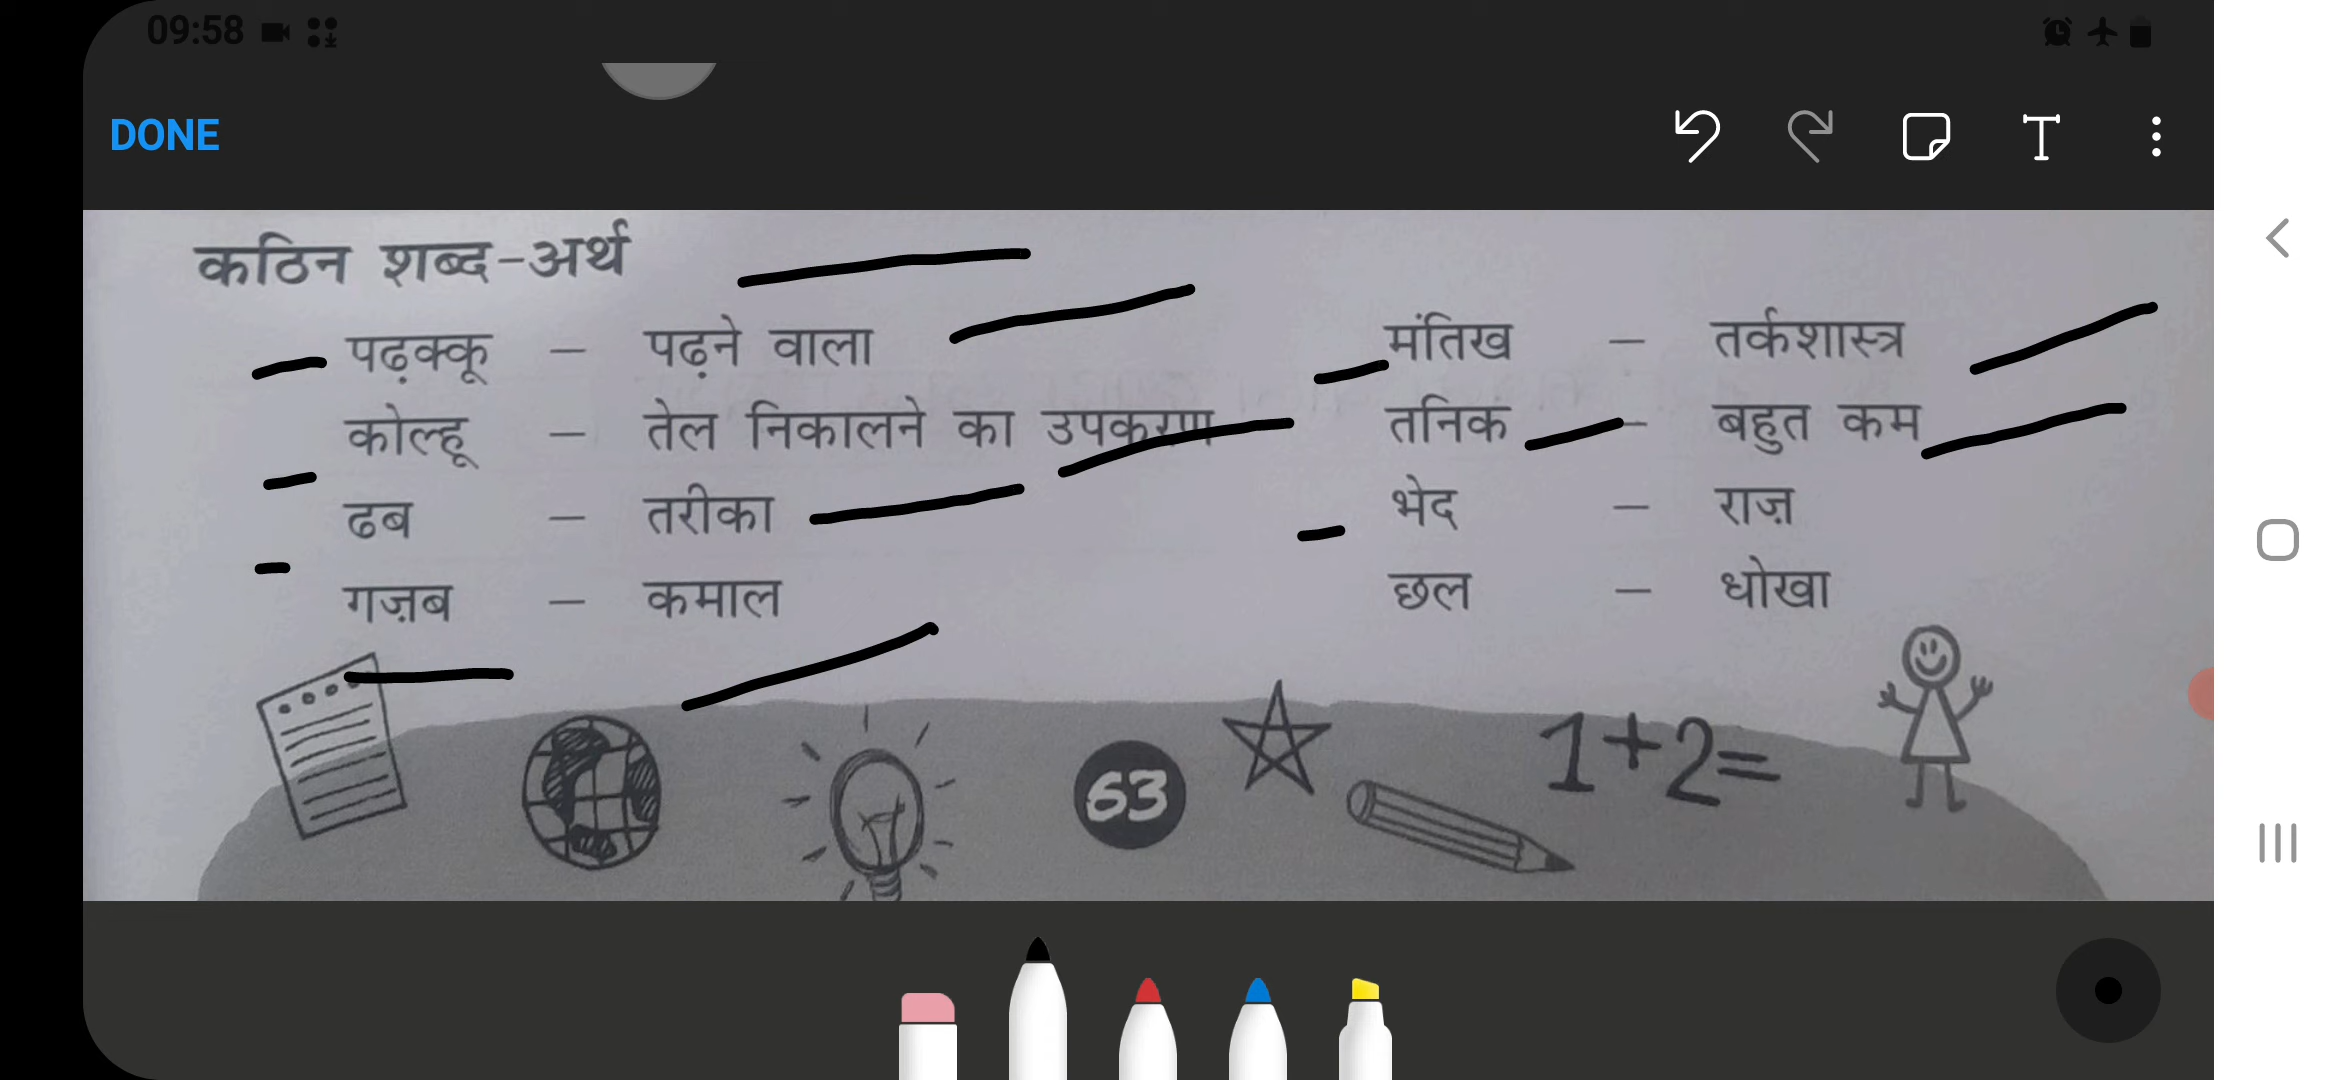 09:58
DONE
T
कठिन शब्द-अर्थ
पढ़क्कू – पढ़ने वाला
कोल्हू – तेल निकालने का उपकरण
ढब – तरीका
गज़ब – कमाल
मंतिख – तर्कशास्त्र
तनिक – बहुत कम
भेद – राज़
छल – धोखा
63
1+2=